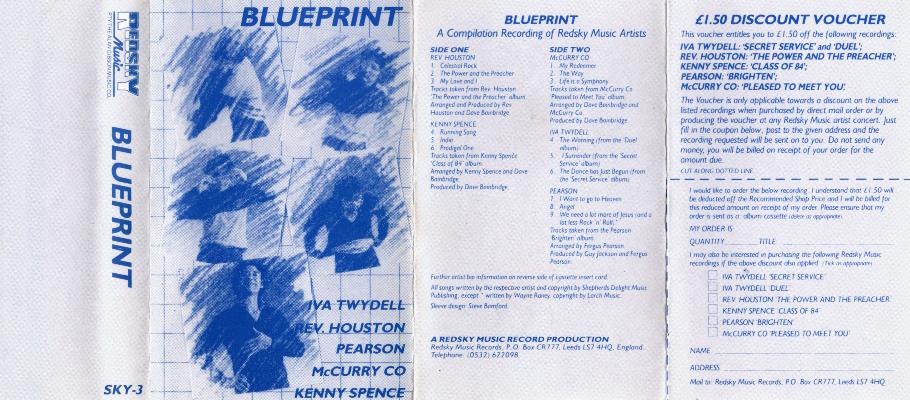 REDSKY
Music
BLUEPRINT
SKY-3
BLUEPRINT
IVA TWYDELL
REV. HOUSTON
PEARSON
McCURRY CO
KENNY SPENCE
BLUEPRINT
A Compilation Recording of Redsky Music Artists
SIDE ONE
REV HOUSTON
1. Celestial Rock
2. The Power and the Preacher
3. My Love and I
Tracks taken from Rev. Houston
'The Power and the Preacher' album.
Arranged and Produced by Rev.
Houston and Dave Bainbridge
KENNY SPENCE
4. Running Song
5. Indie
6. Prodigal One
Tracks taken from Kenny Spence
'Class of 84' album.
Arranged by Kenny Spence and Dave
Bainbridge
Produced by Dave Bainbridge.
SIDE TWO
McCURRY CO
1. My Redeemer
2. The Way
3. Life is a Symphony
Tracks taken from McCurry Co
'Pleased to Meet You' album.
Arranged by Dave Bainbridge and
McCurry Co.
Produced by Dave Bainbridge.
IVA TWYDELL
4. The Warning (from the 'Duel'
album)
5. I Surrender (from the 'Secret
Service' album)
6. The Dance has Just Begun (from
the 'Secret Service' album)
PEARSON
7. I Want to go to Heaven
8. Angel
9. We need a lot more of Jesus (and a
lot less Rock 'n' Roll)*
Tracks taken from the Pearson
'Brighten' album.
Arranged by Fergus Pearson.
Produced by Guy Jackson and Fergus
Pearson.
Further artist bio information on reverse side of cassette insert card.
All songs written by the respective artist and copyright by Shepherds Delight Music
Publishing, except * written by Wayne Raney, copyright by Lorch Music.
Sleeve design: Steve Bamford.
A REDSKY MUSIC RECORD PRODUCTION
Redsky Music Records, P.O. Box CR777, Leeds LS7 4HQ, England.
Telephone: (0532) 622098.
£1.50 DISCOUNT VOUCHER
This voucher entitles you to £1.50 off the following recordings:
IVA TWYDELL: 'SECRET SERVICE' and 'DUEL';
REV. HOUSTON: 'THE POWER AND THE PREACHER';
KENNY SPENCE: 'CLASS OF 84';
PEARSON: 'BRIGHTEN';
McCURRY CO: 'PLEASED TO MEET YOU'.
The Voucher is only applicable towards a discount on the above
listed recordings when purchased by direct mail order or by
producing the voucher at any Redsky Music artist concert. Just
fill in the coupon below, post to the given address and the
recording requested will be sent on to you. Do not send any
money, you will be billed on receipt of your order for the
amount due.
CUT ALONG DOTTED LINE
I would like to order the below recording. I understand that £1.50 will
be deducted off the Recommended Shop Price and I will be billed for
this reduced amount on receipt of my order. Please ensure that my
order is sent as a: album cassette (delete as appropriate).
MY ORDER IS
QUANTITY TITLE
I may also be interested in purchasing the following Redsky Music
recordings if the above discount also applied. (Tick as appropriate)
IVA TWYDELL 'SECRET SERVICE'
IVA TWYDELL 'DUEL'
REV. HOUSTON 'THE POWER AND THE PREACHER'
KENNY SPENCE 'CLASS OF 84'
PEARSON 'BRIGHTEN'
McCURRY CO 'PLEASED TO MEET YOU'
NAME
ADDRESS
Mail to: Redsky Music Records, P.O. Box CR777, Leeds LS7 4HQ